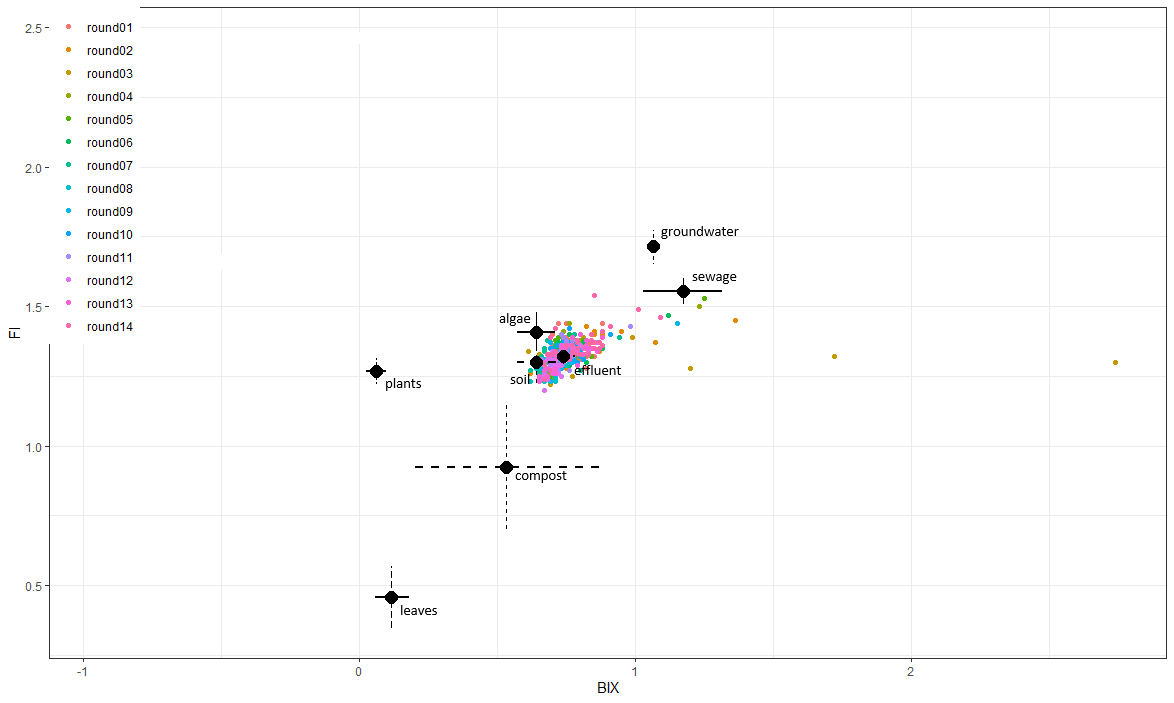 round01
round02
round03
round04
round05
round06
round07
round08
round09
round10
round11
round12
round13
round14
2.5
2.0
1.5
1.0
0.5
FI
groundwater
sewage
algae
effluent
soil
plants
compost
leaves
-1
0
1
2
BIX